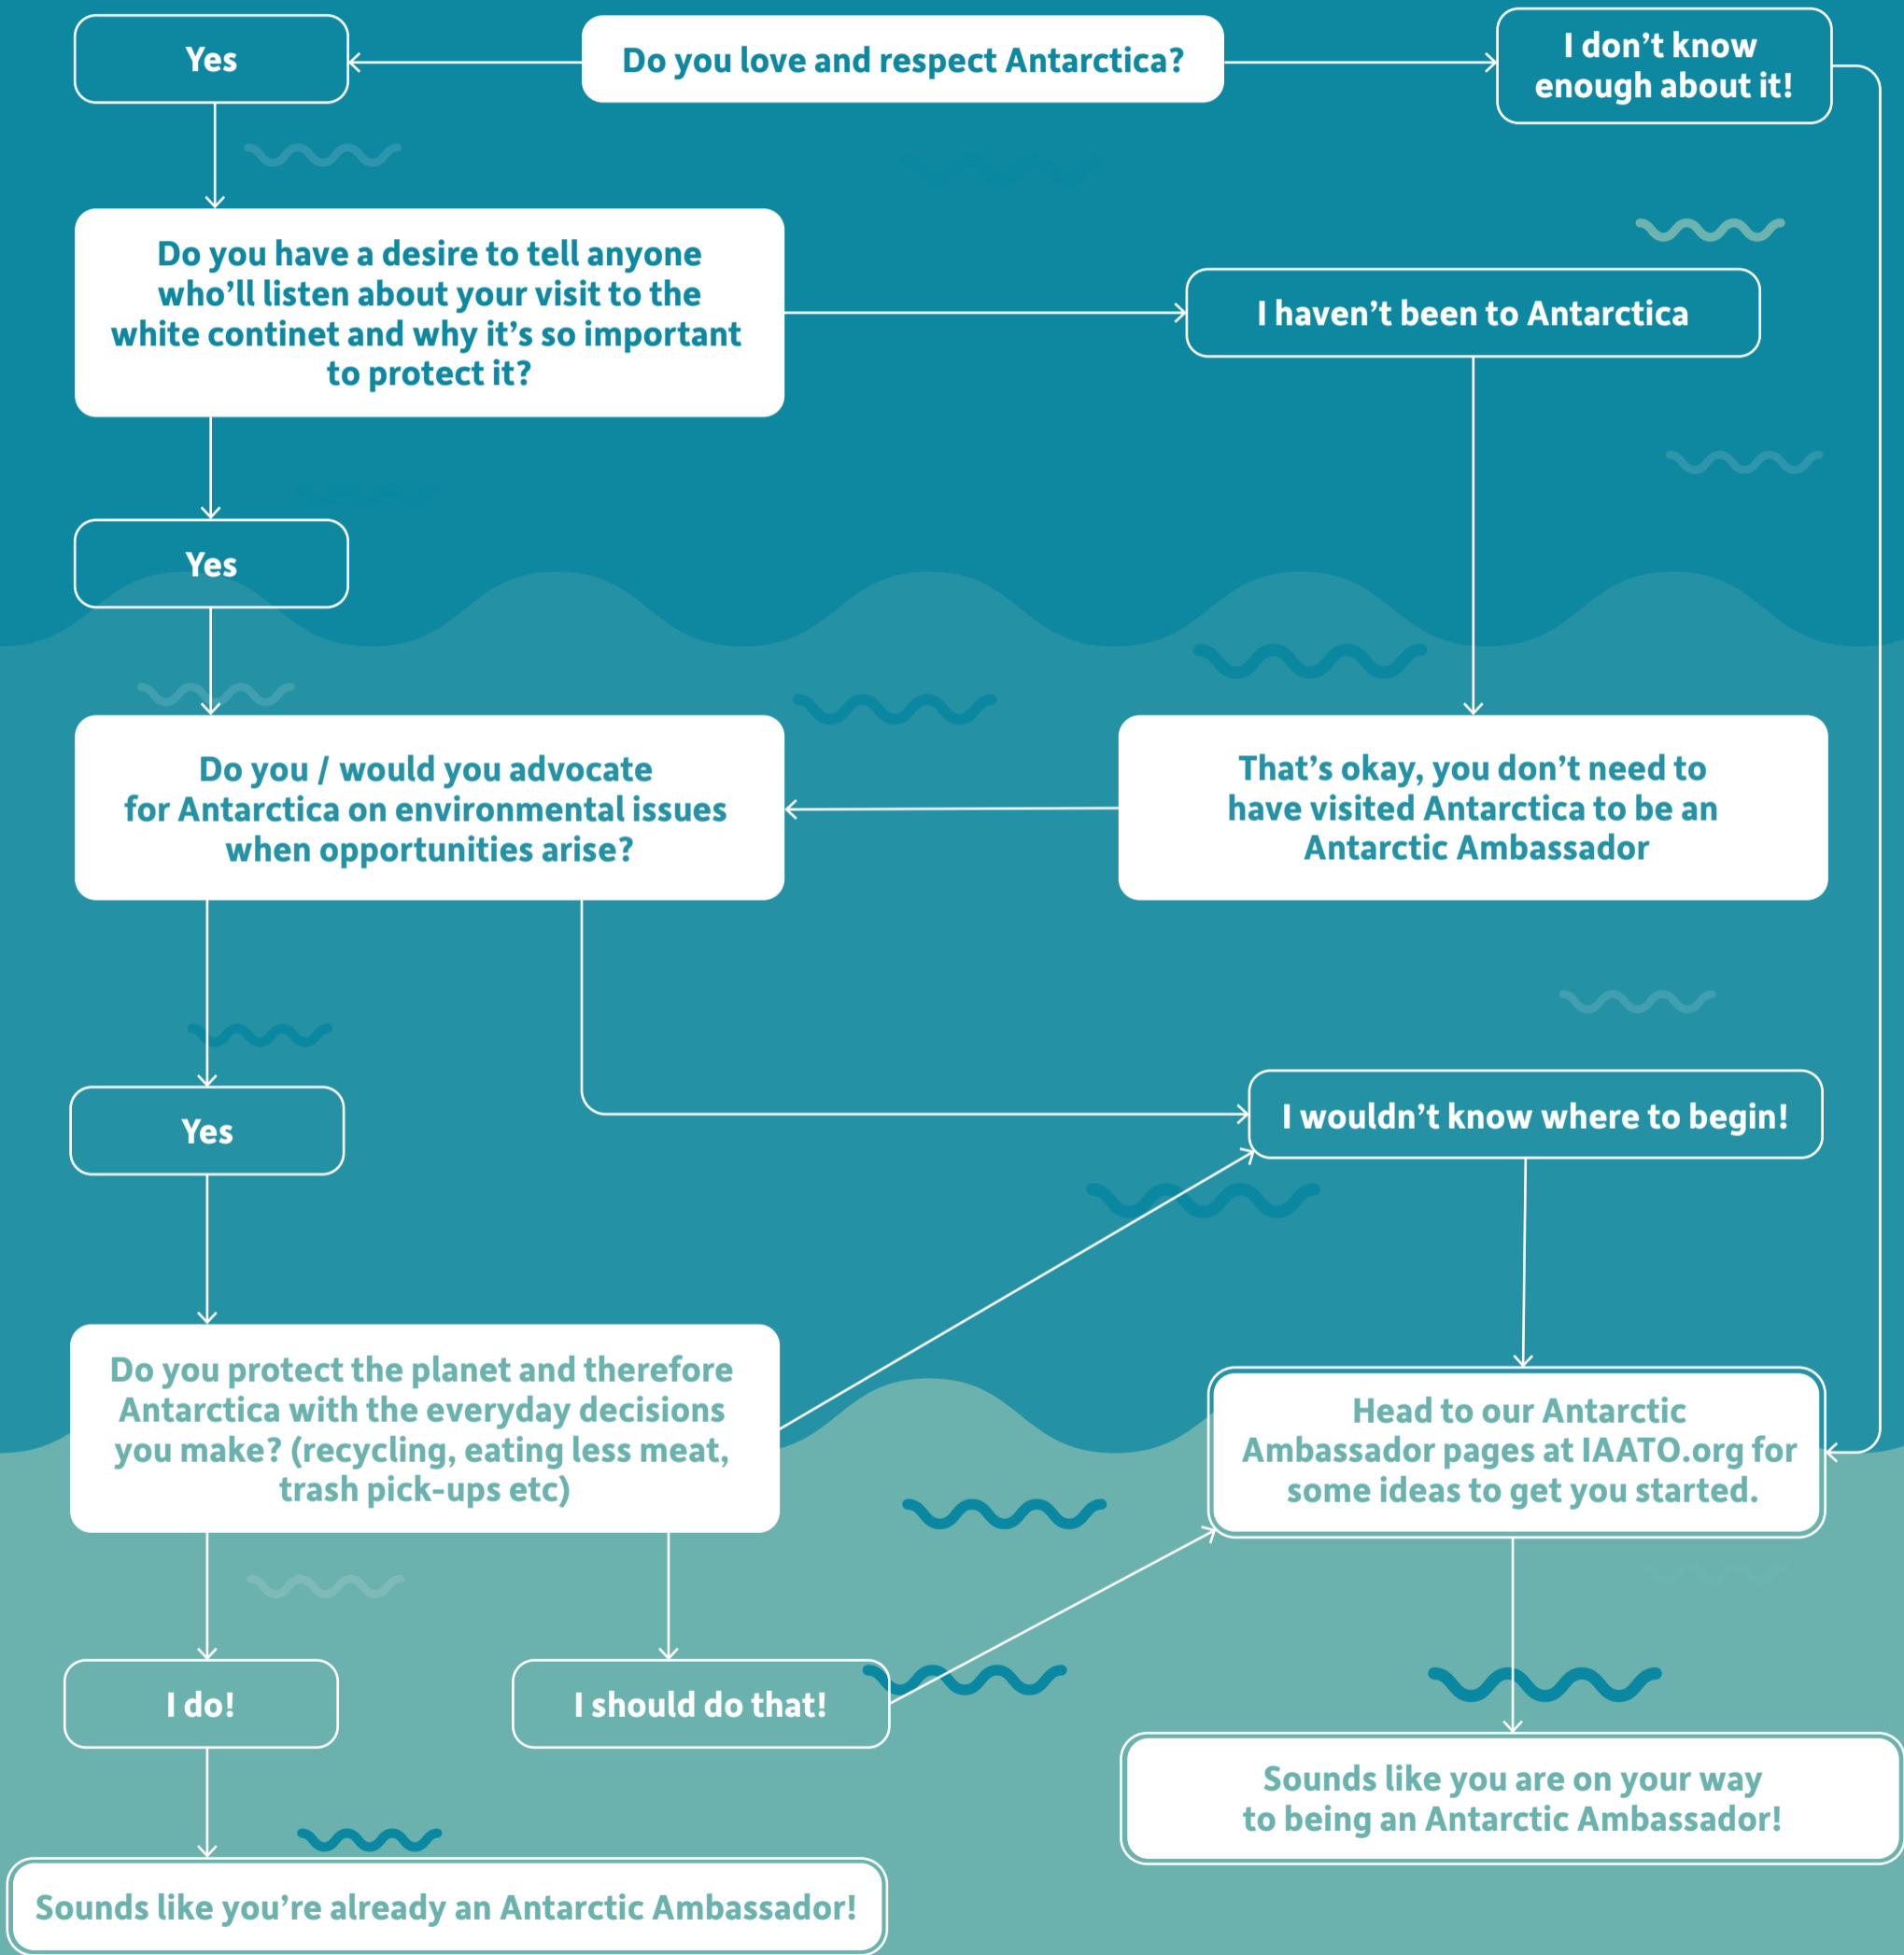 Yes
Do you love and respect Antarctica?
I don't know
enough about it!
Do you have a desire to tell anyone
who'll listen about your visit to the
white continet and why it's so important
to protect it?
I haven't been to Antarctica
Yes
Do you / would you advocate
for Antarctica on environmental issues
when opportunities arise?
That's okay, you don't need to
have visited Antarctica to be an
Antarctic Ambassador
Yes
I wouldn't know where to begin!
Do you protect the planet and therefore
Antarctica with the everyday decisions
you make? (recycling, eating less meat,
trash pick-ups etc)
Head to our Antarctic
Ambassador pages at IAATO.org for
some ideas to get you started.
I do!
I should do that!
Sounds like you are on your way
to being an Antarctic Ambassador!
Sounds like you're already an Antarctic Ambassador!